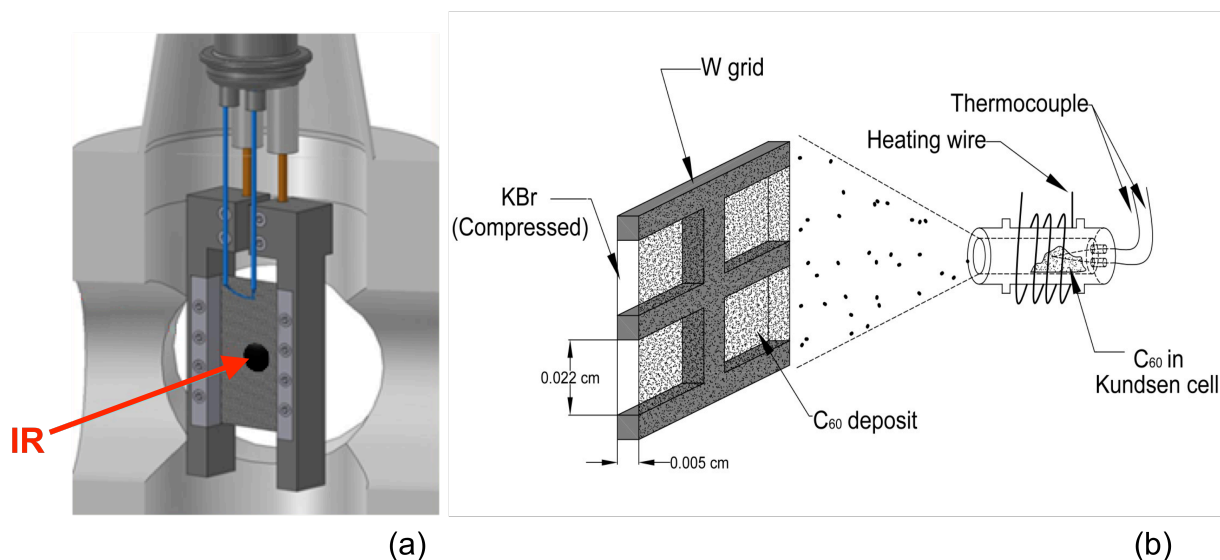 IR
(a)
W grid
Thermocouple
Heating wire
KBr
(Compressed)
0.022 cm
C₆₀ in
Kundsen cell
C₆₀ deposit
0.005 cm
(b)